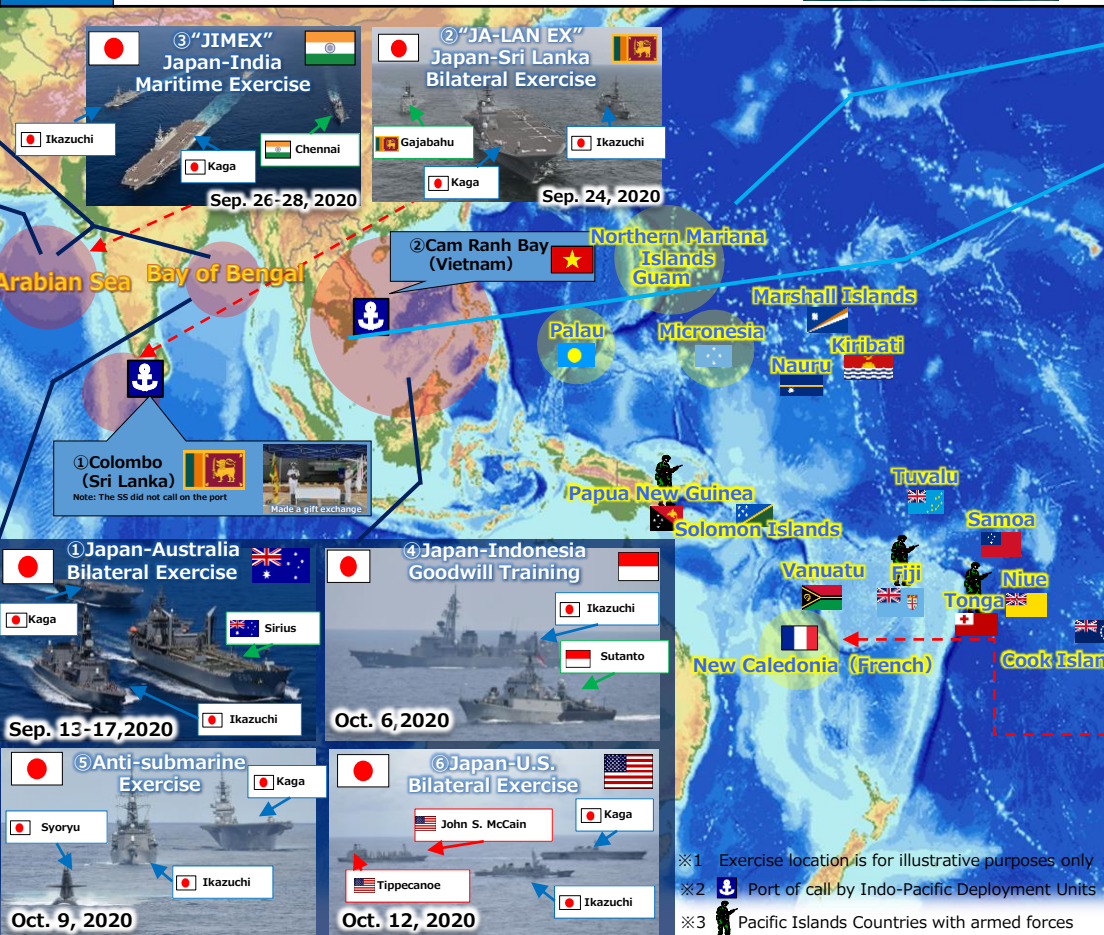 ③“JIMEX”
Japan-India
Maritime Exercise
Ikazuchi
Kaga
Chennai
Sep. 26-28, 2020
②“JA-LAN EX”
Japan-Sri Lanka
Bilateral Exercise
Gajabahu
Kaga
Ikazuchi
Sep. 24, 2020
Arabian Sea
Bay of Bengal
②Cam Ranh Bay
(Vietnam)
Northern Mariana
Islands
Guam
Marshall Islands
Palau
Micronesia
Kiribati
Nauru
①Colombo
(Sri Lanka)
Note: The SS did not call on the port
Made a gift exchange
Papua New Guinea
Solomon Islands
Tuvalu
Samoa
Vanuatu
Fiji
Niue
Tonga
New Caledonia (French)
Cook Islan
①Japan-Australia
Bilateral Exercise
Kaga
Sirius
Ikazuchi
Sep. 13-17,2020
④Japan-Indonesia
Goodwill Training
Ikazuchi
Sutanto
Oct. 6,2020
⑤Anti-submarine
Exercise
Kaga
Syoryu
Ikazuchi
Oct. 9, 2020
⑥Japan-U.S.
Bilateral Exercise
John S. McCain
Kaga
Tippecanoe
Ikazuchi
Oct. 12, 2020
※1 Exercise location is for illustrative purposes only
※2 Port of call by Indo-Pacific Deployment Units
※3 Pacific Islands Countries with armed forces